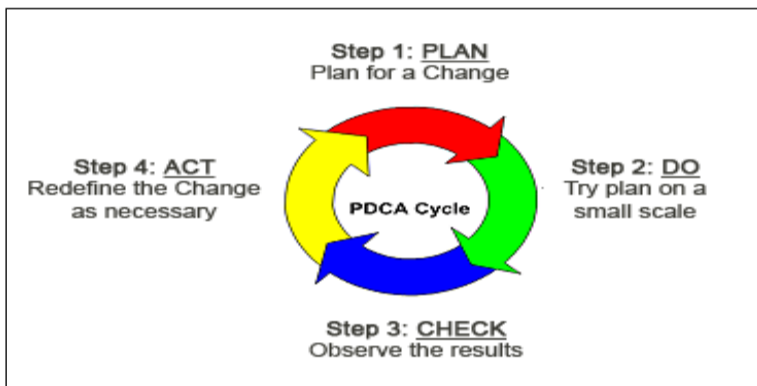 Step 1: PLAN
Plan for a Change
Step 4: ACT
Redefine the Change
as necessary
PDCA Cycle
Step 2: DO
Try plan on a
small scale
Step 3: CHECK
Observe the results